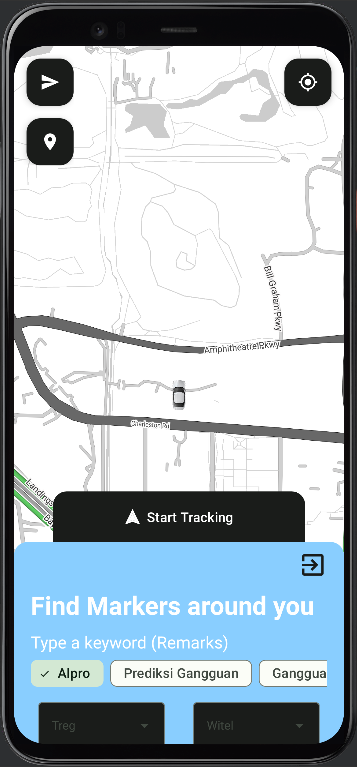 Bill Graham Pkwy
Amphitheatre Pkwy
Charleston Rd
Landings
Start Tracking
Find Markers around you
Type a keyword (Remarks)
Alpro
Prediksi Gangguan
Ganggua
Treg
Witel